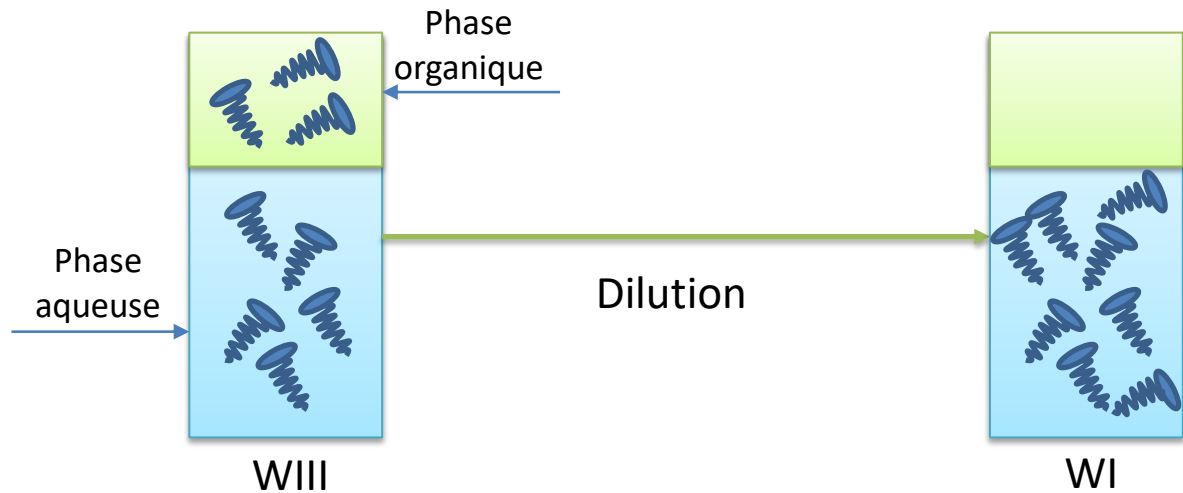 Phase
organique
Phase
aqueuse
Dilution
WIII
WI